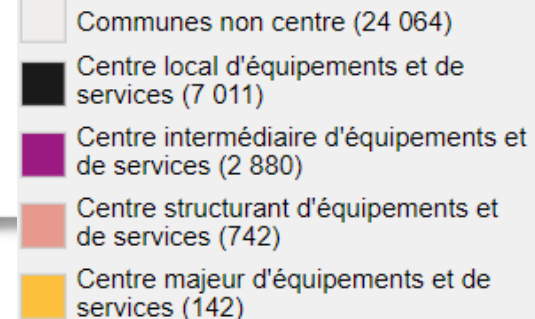 Communes non centre (24 064)
Centre local d'équipements et de
services (7 011)
Centre intermédiaire d'équipements et
de services (2 880)
Centre structurant d'équipements et
de services (742)
Centre majeur d'équipements et de
services (142)